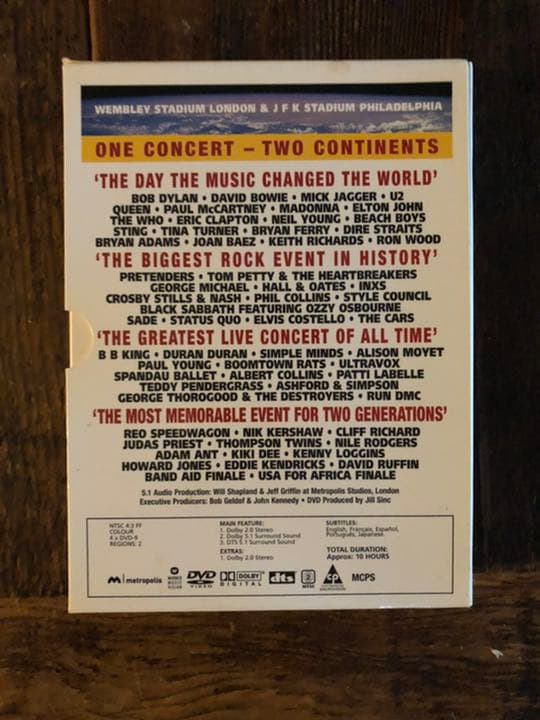 WEMBLEY STADIUM LONDON & J F K STADIUM PHILADELPHIA
ONE CONCERT – TWO CONTINENTS
'THE DAY THE MUSIC CHANGED THE WORLD'
BOB DYLAN • DAVID BOWIE • MICK JAGGER • U2
QUEEN • PAUL McCARTNEY • MADONNA • ELTON JOHN
THE WHO • ERIC CLAPTON • NEIL YOUNG • BEACH BOYS
STING • TINA TURNER • BRYAN FERRY • DIRE STRAITS
BRYAN ADAMS • JOAN BAEZ • KEITH RICHARDS • RON WOOD
'THE BIGGEST ROCK EVENT IN HISTORY'
PRETENDERS • TOM PETTY & THE HEARTBREAKERS
GEORGE MICHAEL • HALL & OATES • INXS
CROSBY STILLS & NASH • PHIL COLLINS • STYLE COUNCIL
BLACK SABBATH FEATURING OZZY OSBOURNE
SADE • STATUS QUO • ELVIS COSTELLO • THE CARS
'THE GREATEST LIVE CONCERT OF ALL TIME'
B B KING • DURAN DURAN • SIMPLE MINDS • ALISON MOYET
PAUL YOUNG • BOOMTOWN RATS • ULTRAVOX
SPANDAU BALLET • ALBERT COLLINS • PATTI LABELLE
TEDDY PENDERGRASS • ASHFORD & SIMPSON
GEORGE THOROGOOD & THE DESTROYERS • RUN DMC
'THE MOST MEMORABLE EVENT FOR TWO GENERATIONS'
REO SPEEDWAGON • NIK KERSHAW • CLIFF RICHARD
JUDAS PRIEST • THOMPSON TWINS • NILE RODGERS
ADAM ANT • KIKI DEE • KENNY LOGGINS
HOWARD JONES • EDDIE KENDRICKS • DAVID RUFFIN
BAND AID FINALE • USA FOR AFRICA FINALE
5.1 Audio Production: Will Shapland & Jeff Griffin at Metropolis Studios, London
Executive Producers: Bob Geldof & John Kennedy • DVD Produced by Jill Sinc
NTSC 4:3 FF
COLOUR
4 x DVD-9
REGIONS: 2
MAIN FEATURE:
1. Dolby 2.0 Stereo
2. Dolby 5.1 Surround Sound
3. DTS 5.1 Surround Sound
EXTRAS:
1. Dolby 2.0 Stereo
SUBTITLES:
English, Français, Español,
Português, Japanese.
TOTAL DURATION:
Approx: 10 HOURS
metropolis
WARNER MUSIC VISION
DVD VIDEO
DOLBY DIGITAL
dts
2 NTSC
MCPS